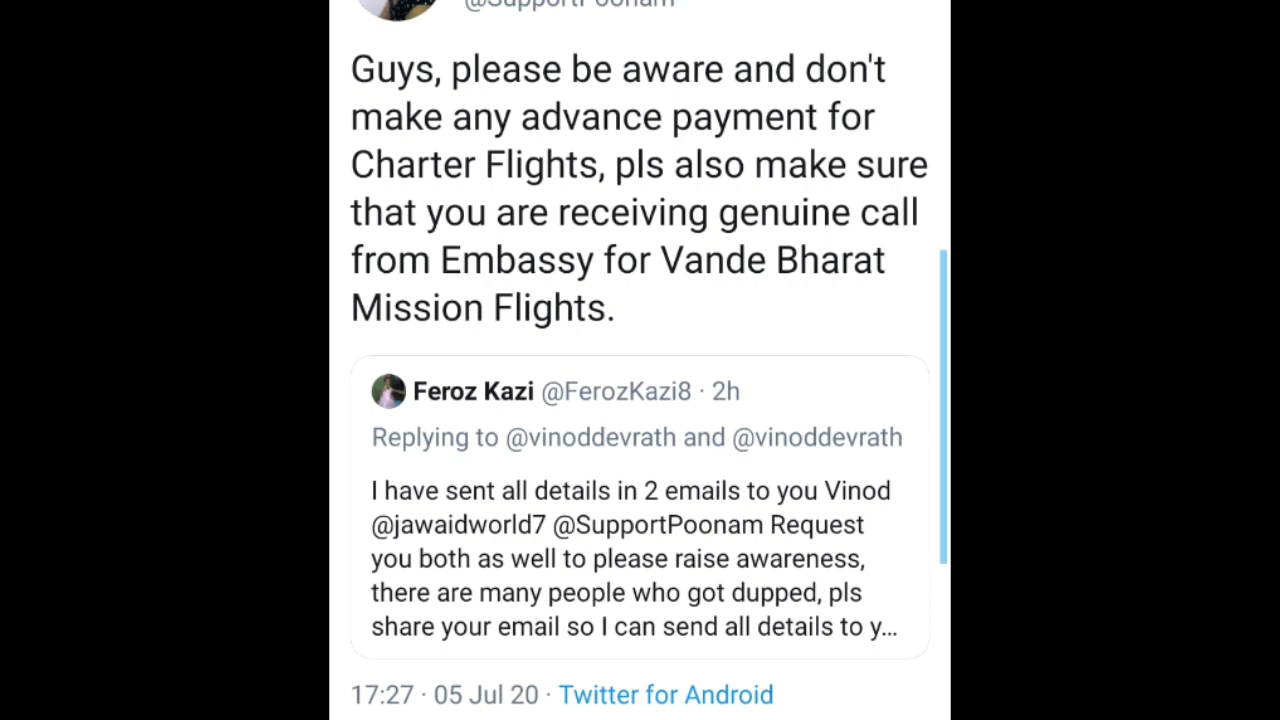 @SupportPoonam
Guys, please be aware and don't
make any advance payment for
Charter Flights, pls also make sure
that you are receiving genuine call
from Embassy for Vande Bharat
Mission Flights.
Feroz Kazi @FerozKazi8 · 2h
Replying to @vinoddevrath and @vinoddevrath
I have sent all details in 2 emails to you Vinod
@jawaidworld7 @SupportPoonam Request
you both as well to please raise awareness,
there are many people who got dupped, pls
share your email so I can send all details to y...
17:27 · 05 Jul 20 · Twitter for Android